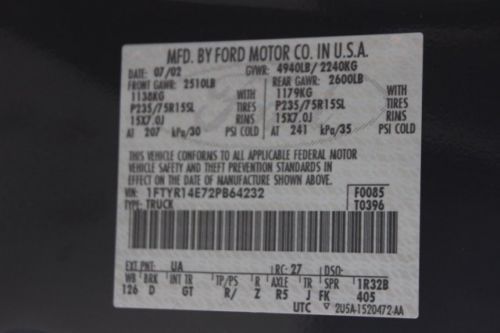 MFD. BY FORD MOTOR CO. IN U.S.A.
DATE: 07/02 GVWR: 4940LB/2240KG
FRONT GAWR: 2510LB REAR GAWR: 2600LB
1138KG WITH 1179KG WITH
P235/75R15SL TIRES P235/75R15SL TIRES
15X7.0J RIMS 15X7.0J RIMS
AT 207 kPa/30 PSI COLD AT 241 kPa/35 PSI COLD
THIS VEHICLE CONFORMS TO ALL APPLICABLE FEDERAL MOTOR
VEHICLE SAFETY AND THEFT PREVENTION STANDARDS IN
EFFECT ON THE DATE OF MANUFACTURE SHOWN ABOVE.
VEH. IDENT. NO.: 1FTYR14E72PB64232 F0085
TYPE: TRUCK T0396
EXT PNT: UA RC: 27 DSO:
WB BRK INT TR TP/PS R AXLE TR SPR 1R32B
126 D GT R/ Z R5 J FK 405
UTC ▽ 2U5A-1520472-AA